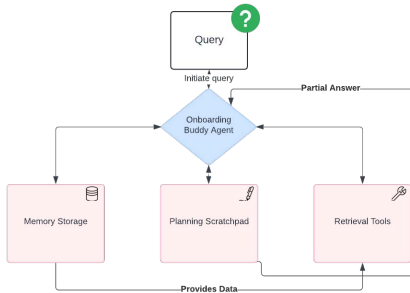 Query
Initiate query
Partial Answer
Onboarding
Buddy Agent
Memory Storage
Planning Scratchpad
Retrieval Tools
Provides Data